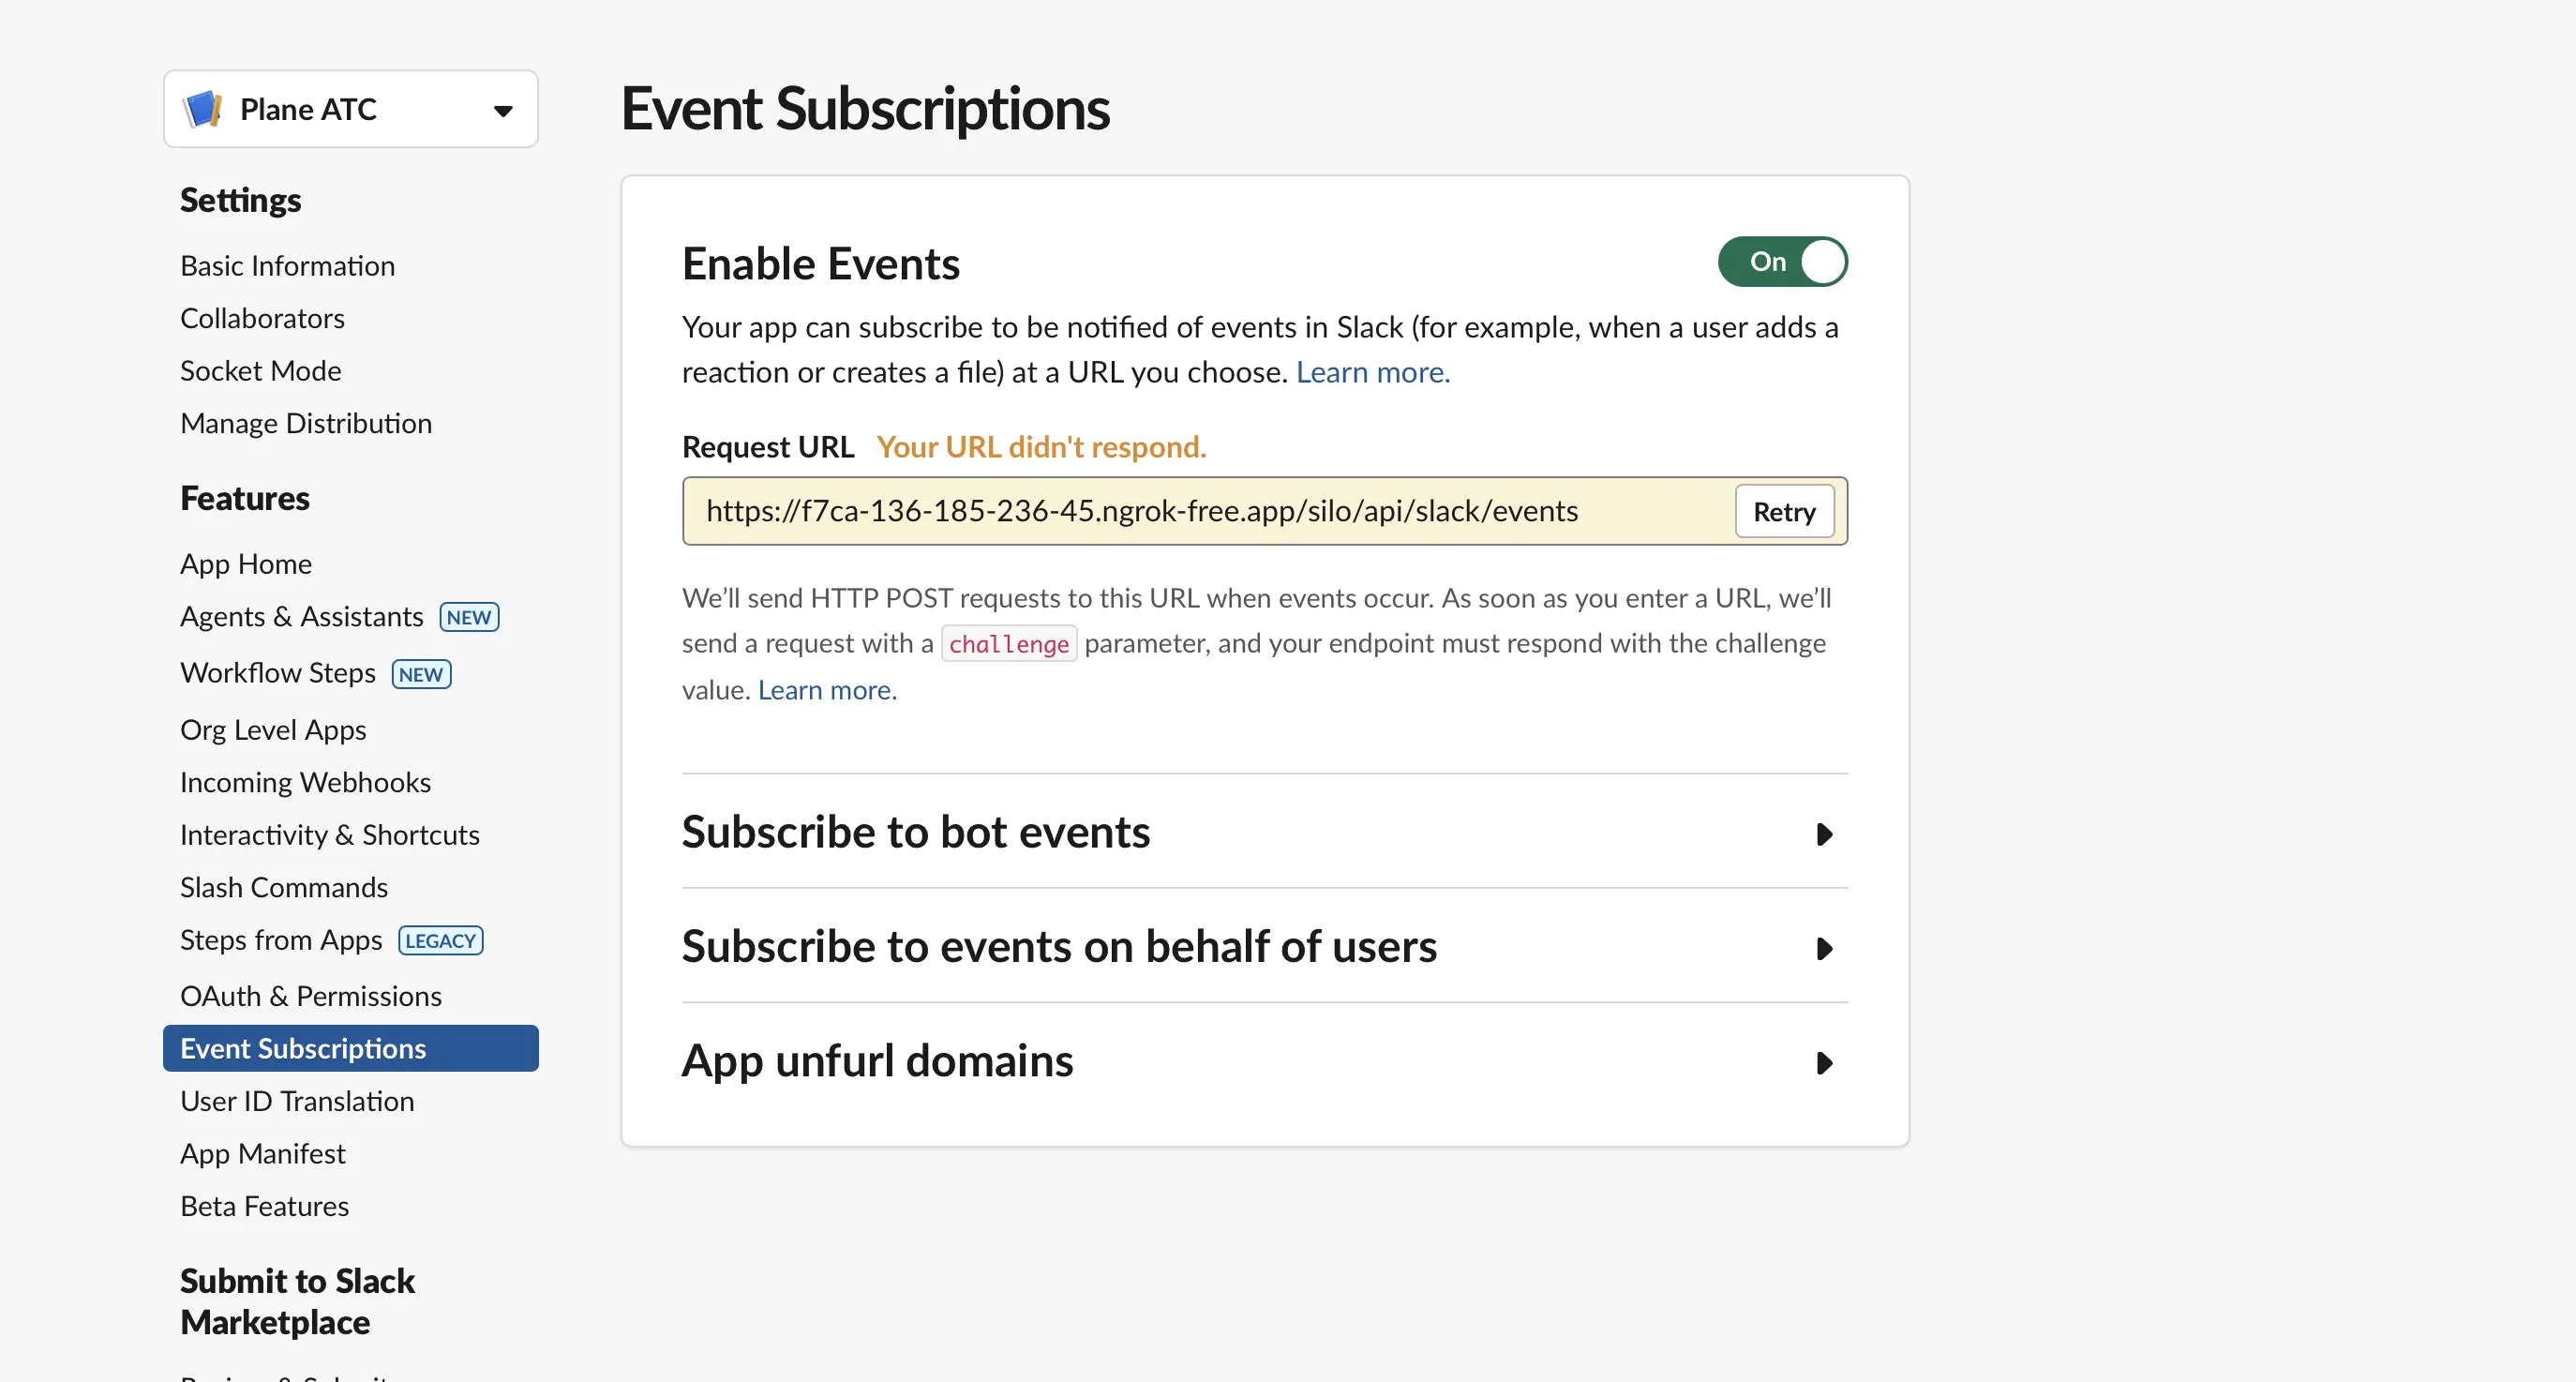 Plane ATC
Settings
Basic Information
Collaborators
Socket Mode
Manage Distribution
Features
App Home
Agents & Assistants NEW
Workflow Steps NEW
Org Level Apps
Incoming Webhooks
Interactivity & Shortcuts
Slash Commands
Steps from Apps LEGACY
OAuth & Permissions
Event Subscriptions
User ID Translation
App Manifest
Beta Features
Submit to Slack
Marketplace
Event Subscriptions
Enable Events
On
Your app can subscribe to be notified of events in Slack (for example, when a user adds a
reaction or creates a file) at a URL you choose. Learn more.
Request URL Your URL didn't respond.
https://f7ca-136-185-236-45.ngrok-free.app/silo/api/slack/events
Retry
We’ll send HTTP POST requests to this URL when events occur. As soon as you enter a URL, we’ll
send a request with a challenge parameter, and your endpoint must respond with the challenge
value. Learn more.
Subscribe to bot events
Subscribe to events on behalf of users
App unfurl domains